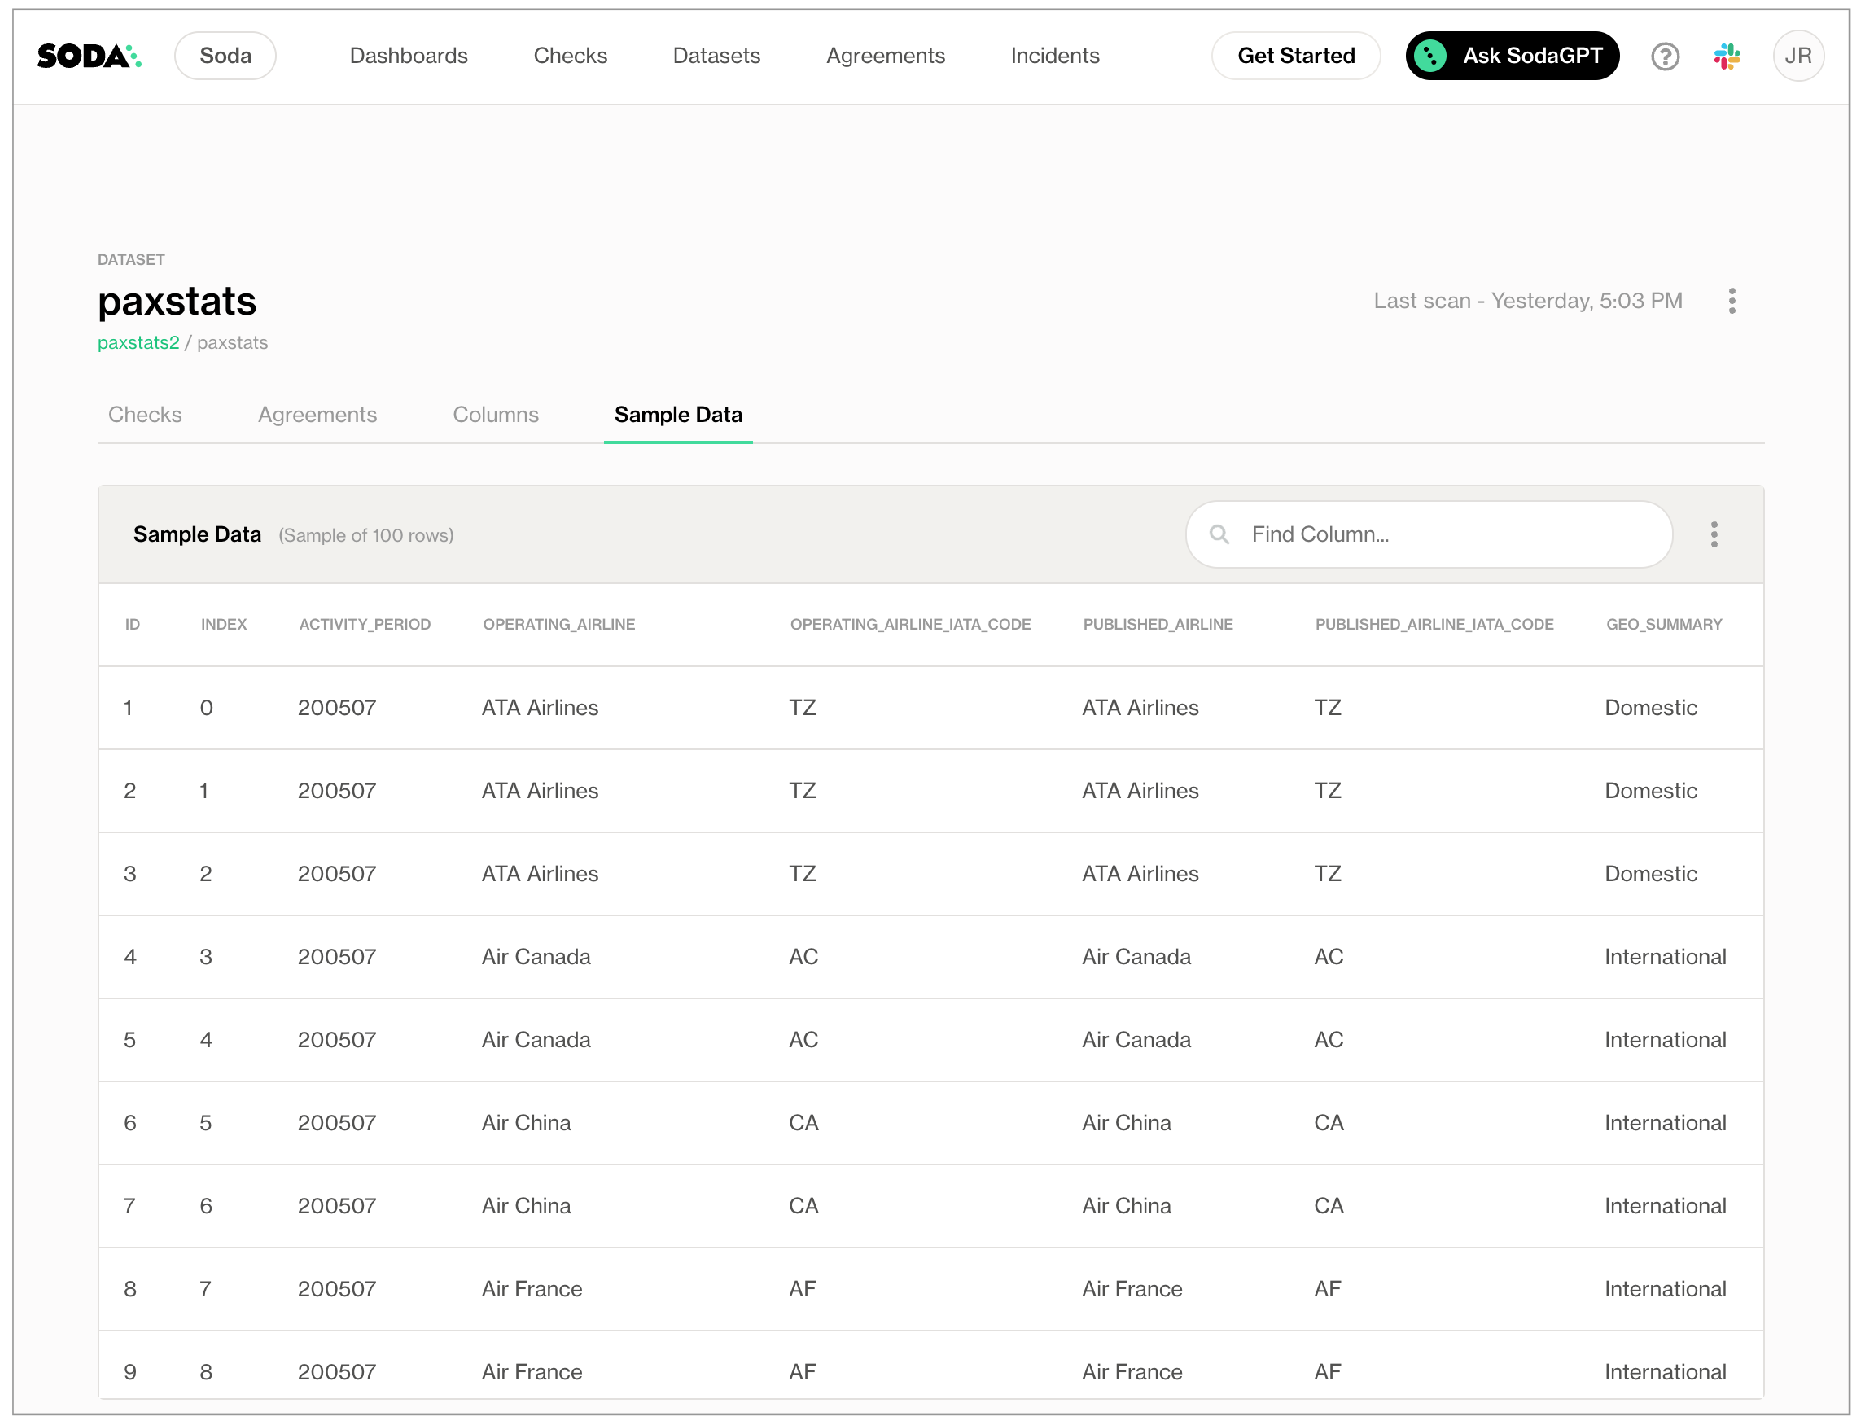 SODA Soda Dashboards Checks Datasets Agreements Incidents Get Started Ask SodaGPT ? JR
DATASET
paxstats
Last scan - Yesterday, 5:03 PM
paxstats2 / paxstats
Checks Agreements Columns Sample Data
Sample Data (Sample of 100 rows) Find Column...
ID INDEX ACTIVITY_PERIOD OPERATING_AIRLINE OPERATING_AIRLINE_IATA_CODE PUBLISHED_AIRLINE PUBLISHED_AIRLINE_IATA_CODE GEO_SUMMARY
1 0 200507 ATA Airlines TZ ATA Airlines TZ Domestic
2 1 200507 ATA Airlines TZ ATA Airlines TZ Domestic
3 2 200507 ATA Airlines TZ ATA Airlines TZ Domestic
4 3 200507 Air Canada AC Air Canada AC International
5 4 200507 Air Canada AC Air Canada AC International
6 5 200507 Air China CA Air China CA International
7 6 200507 Air China CA Air China CA International
8 7 200507 Air France AF Air France AF International
9 8 200507 Air France AF Air France AF International